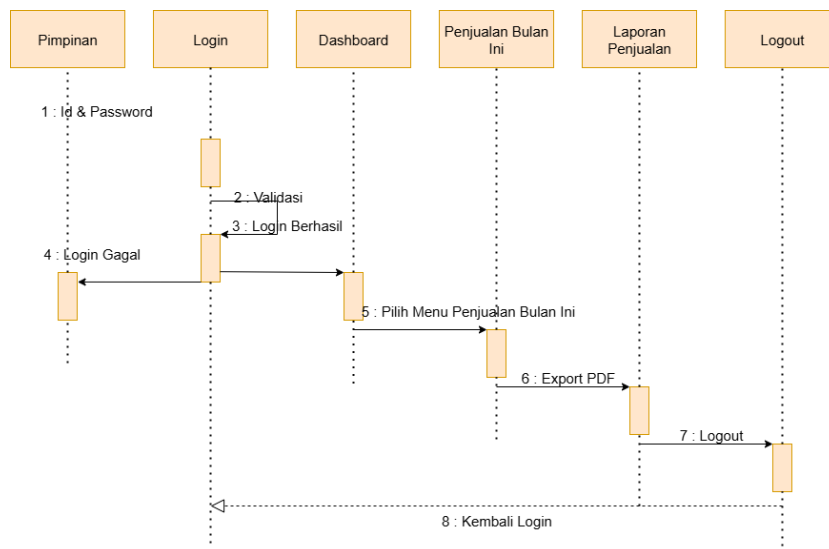 Pimpinan
Login
Dashboard
Penjualan Bulan
Ini
Laporan
Penjualan
Logout
1 : Id & Password
2 : Validasi
3 : Login Berhasil
4 : Login Gagal
5 : Pilih Menu Penjualan Bulan Ini
6 : Export PDF
7 : Logout
8 : Kembali Login